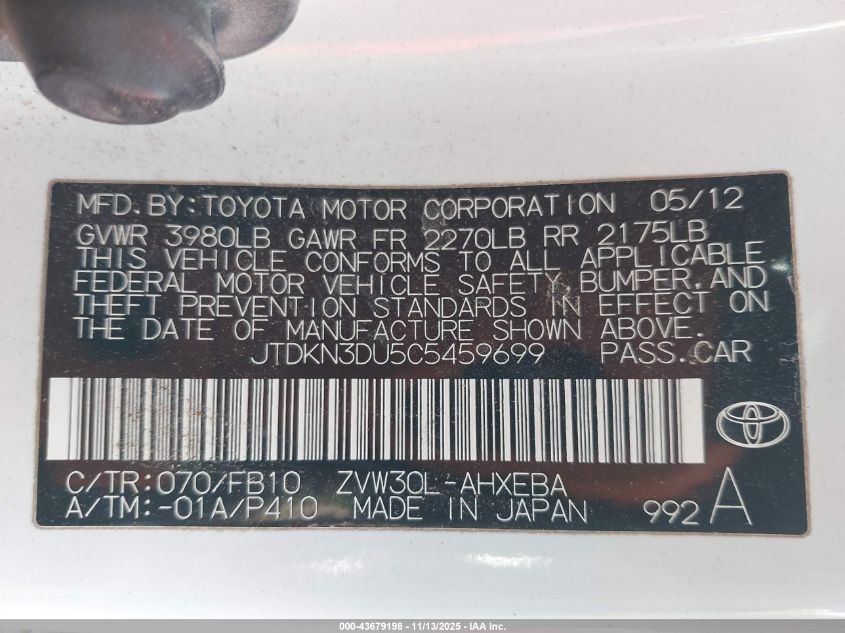 MFD.BY:TOYOTA MOTOR CORPORATION 05/12
GVWR 3980LB GAWR FR 2270LB RR 2175LB
THIS VEHICLE CONFORMS TO ALL APPLICABLE
FEDERAL MOTOR VEHICLE SAFETY, BUMPER,AND
THEFT PREVENTION STANDARDS IN EFFECT ON
THE DATE OF MANUFACTURE SHOWN ABOVE.
JTDKN3DU5C5459699 PASS.CAR
C/TR:070/FB10 ZVW30L-AHXEBA
A/TM:-01A/P410 MADE IN JAPAN 992 A
000-43679198 - 11/13/2025 - IAA Inc.